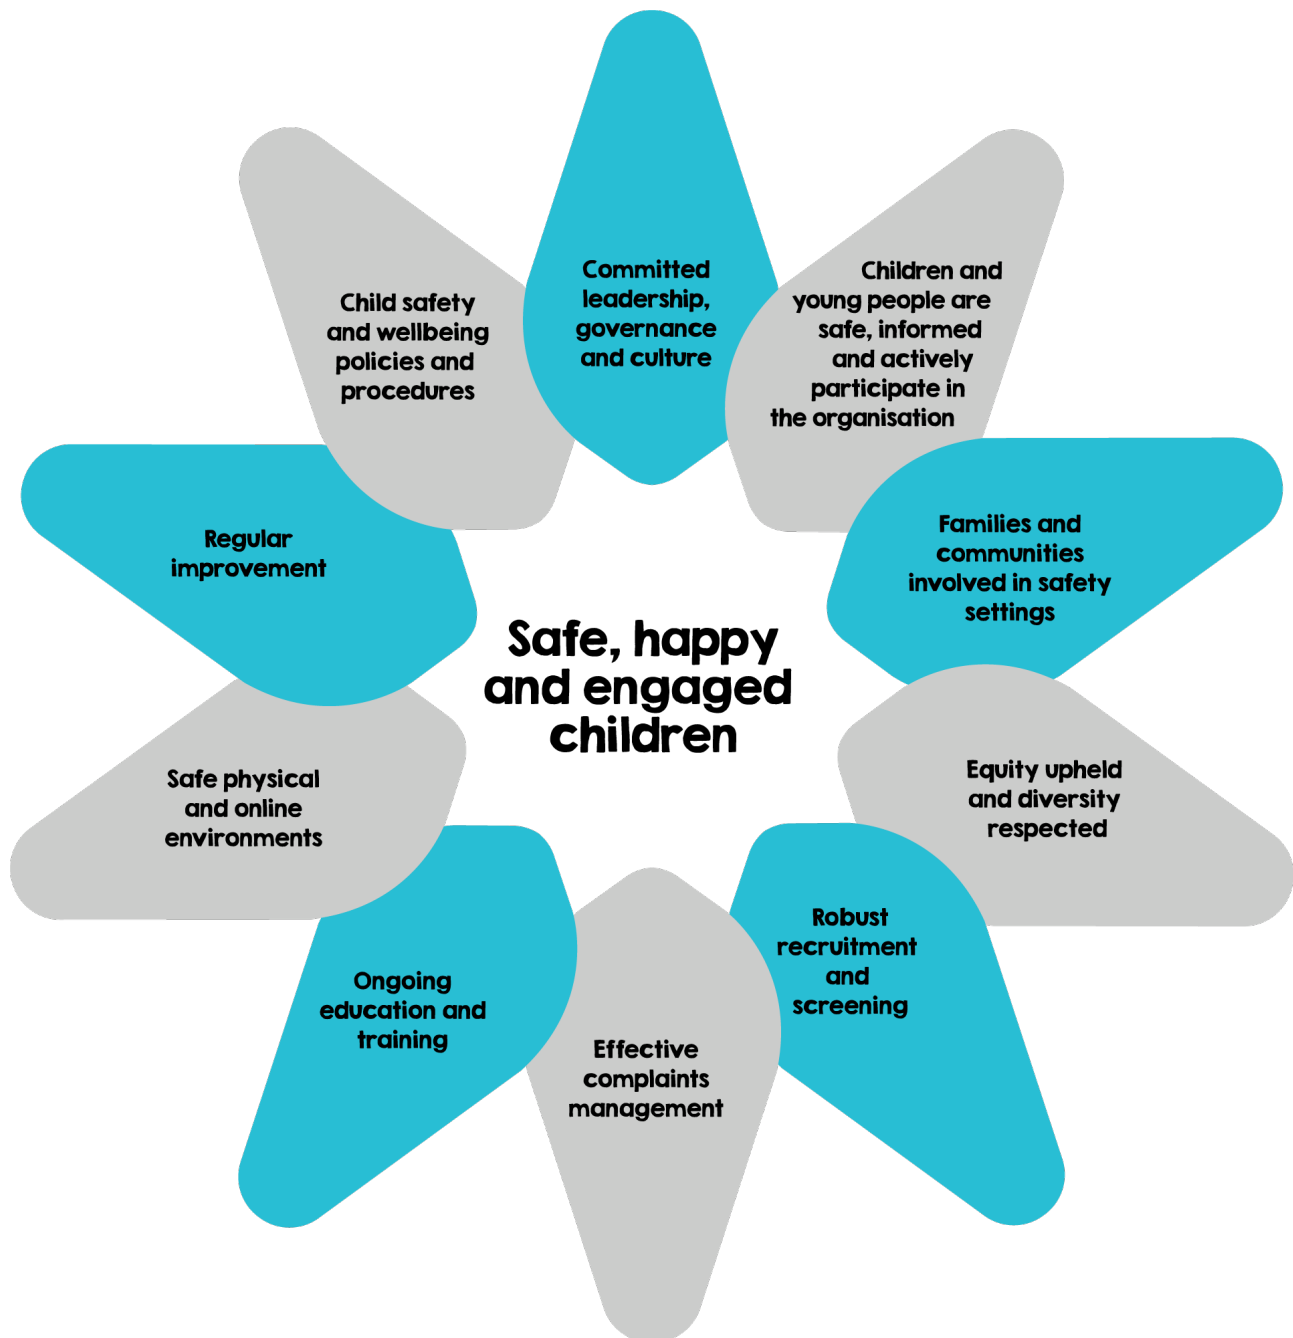 Committed
leadership,
governance
and culture
Children and
young people are
safe, informed
and actively
participate in
the organisation
Families and
communities
involved in safety
settings
Equity upheld
and diversity
respected
Robust
recruitment
and
screening
Effective
complaints
management
Ongoing
education and
training
Safe physical
and online
environments
Regular
improvement
Child safety
and wellbeing
policies and
procedures
Safe, happy
and engaged
children